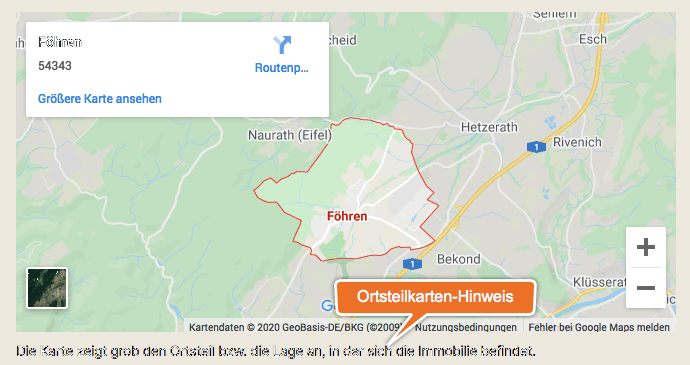 Föhren
54343
Routenp...
Größere Karte ansehen
Sehlem
Esch
Naurath (Eifel)
Hetzerath
Rivenich
1
Föhren
1
Bekond
Klüsserat
+
−
Ortsteilkarten-Hinweis
Kartendaten © 2020 GeoBasis-DE/BKG (©2009) Nutzungsbedingungen Fehler bei Google Maps melden
Die Karte zeigt grob den Ortsteil bzw. die Lage an, in der sich die Immobilie befindet.